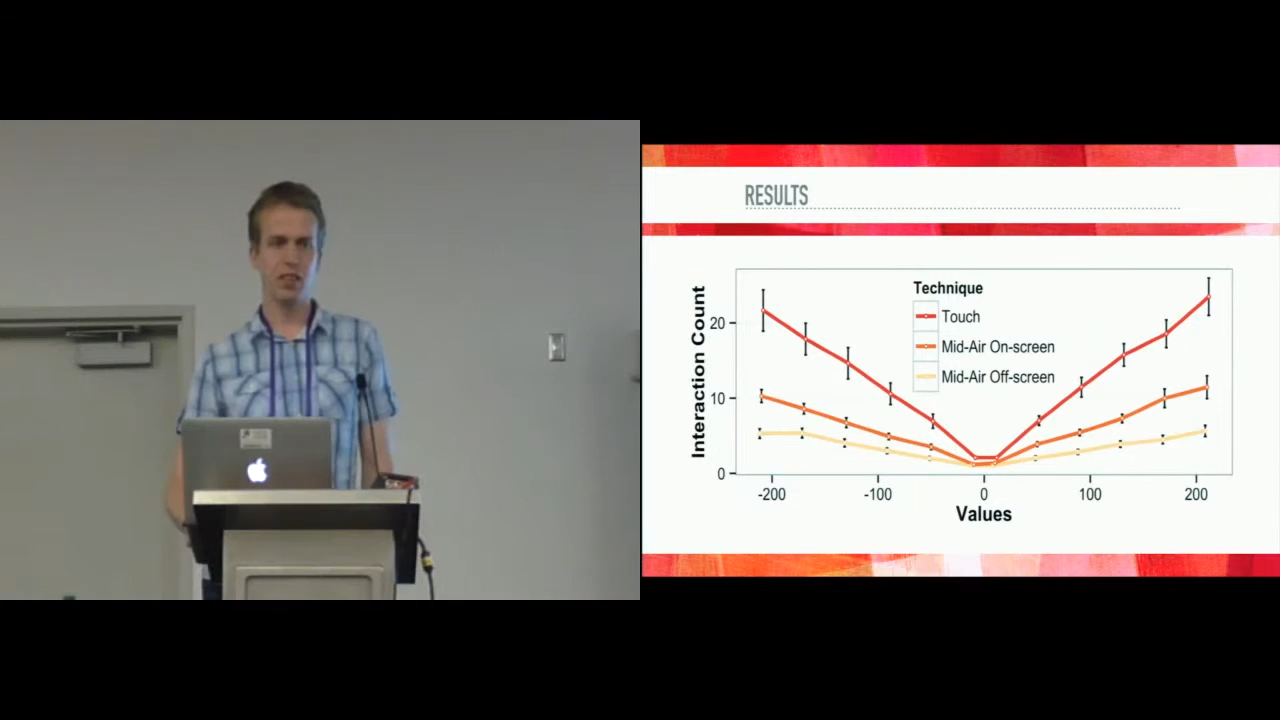 RESULTS
Technique
Touch
Mid-Air On-screen
Mid-Air Off-screen
Interaction Count
20
10
0
-200 -100 0 100 200
Values